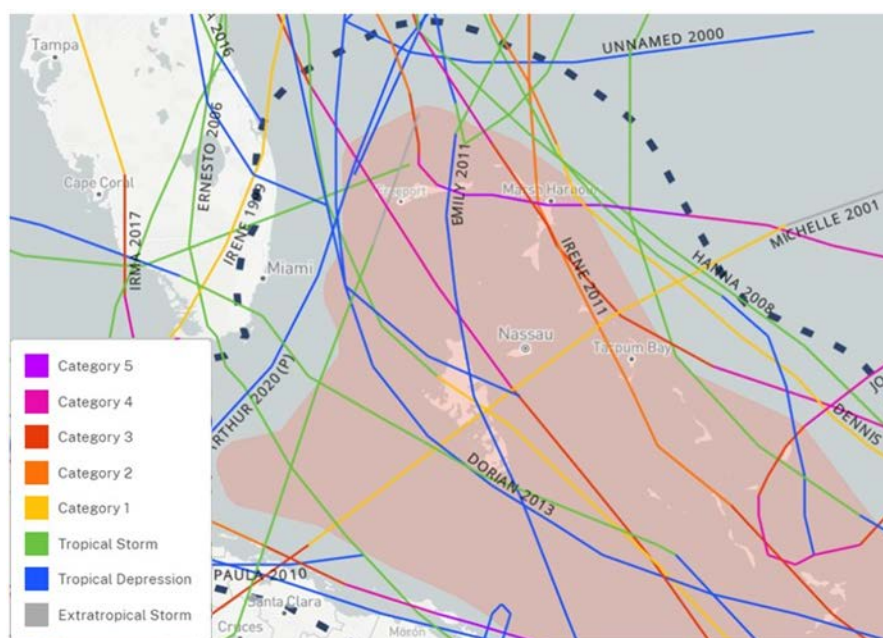 UNNAMED 2000
A 2016
Tampa
ERNESTO 2006
Cape Coral
Freeport
Marsh Harbour
EMILY 2011
IRENE 1999
IRMA 2017
MICHELLE 2001
IRENE 2011
HANNA 2008
Miami
Nassau
Tarpum Bay
JO
DENNIS
ARTHUR 2020 (P)
DORIAN 2013
Category 5
Category 4
Category 3
Category 2
Category 1
Tropical Storm
Tropical Depression
Extratropical Storm
PAULA 2010
Santa Clara
Cruces
Morón